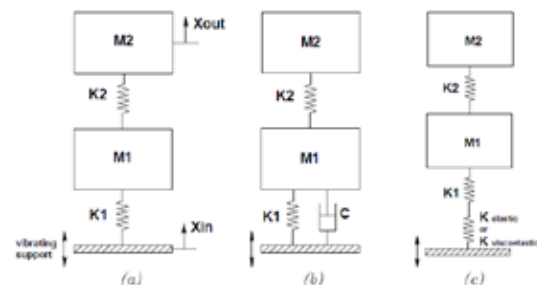 Xout
M2
M2
M2
K2
K2
K2
M1
M1
M1
K1
K1
C
K1
Xin
K elastic
or
K viscoelastic
vibrating
support
(a)
(b)
(c)